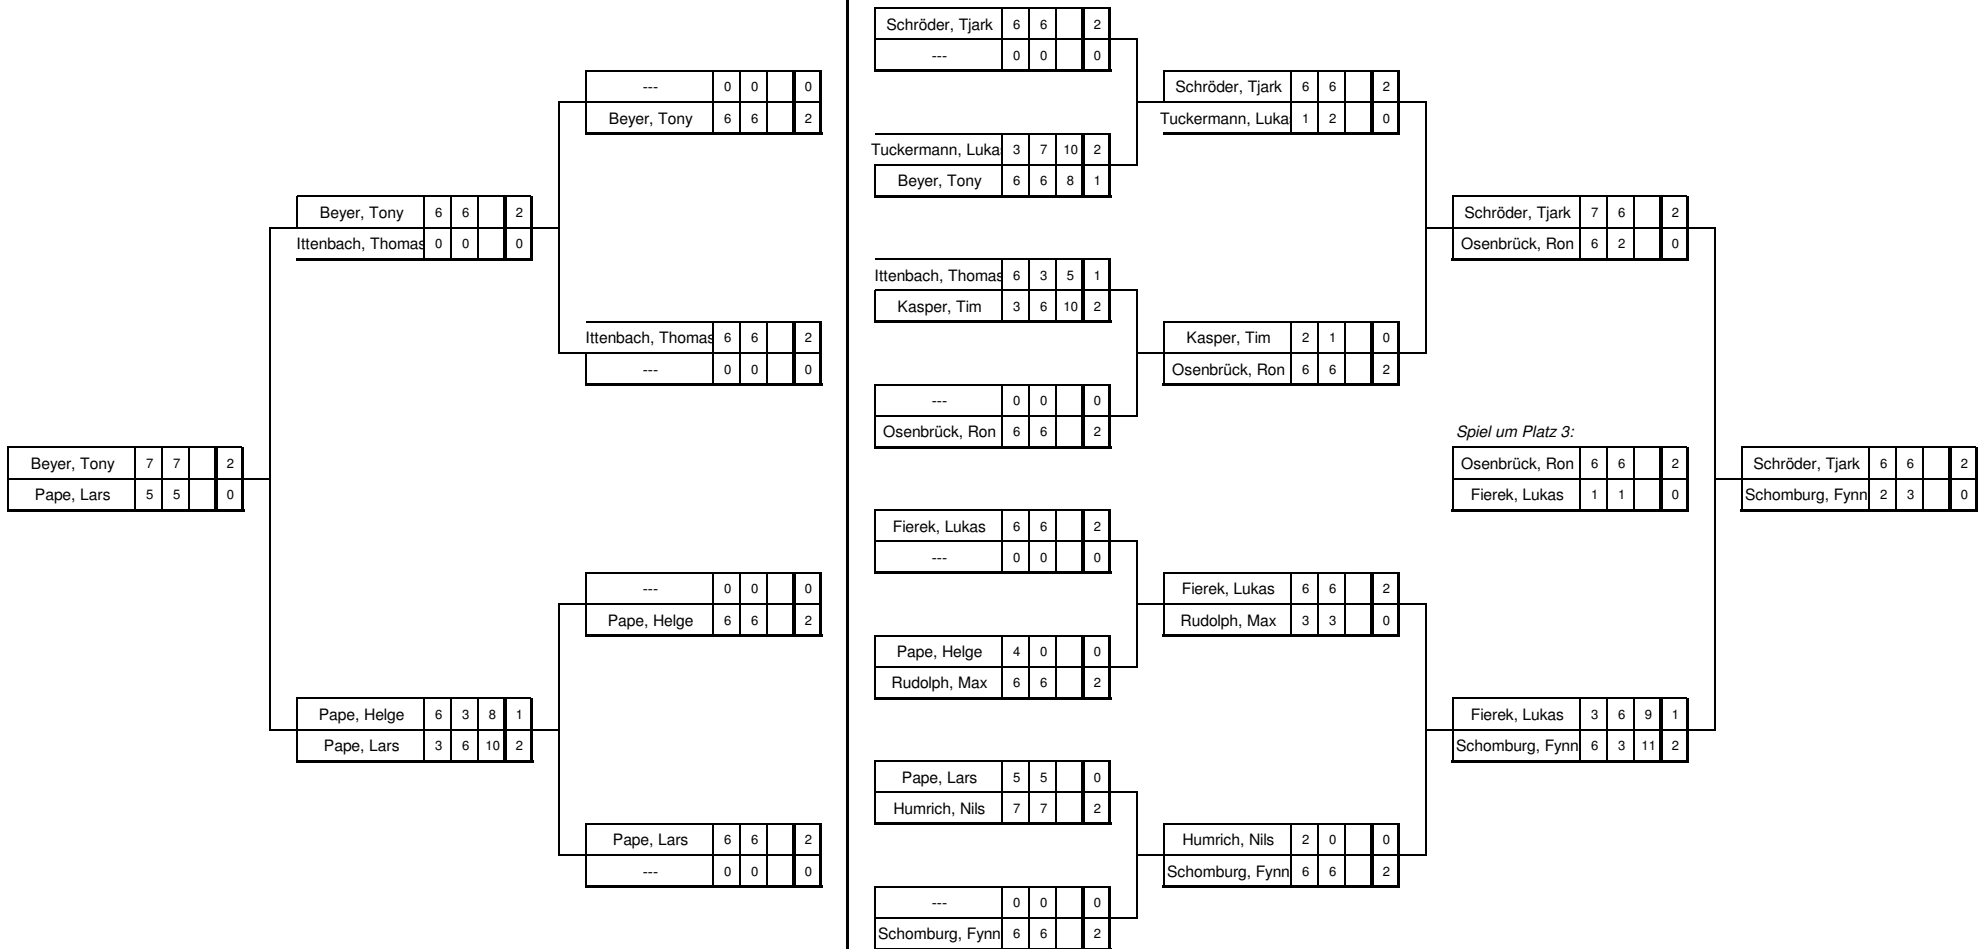 Schröder, Tjark 6 6 2
--- 0 0 0
--- 0 0 0
Beyer, Tony 6 6 2
Schröder, Tjark 6 6 2
Tuckermann, Luka 1 2 0
Tuckermann, Luka 3 7 10 2
Beyer, Tony 6 6 8 1
Beyer, Tony 6 6 2
Ittenbach, Thomas 0 0 0
Schröder, Tjark 7 6 2
Osenbrück, Ron 6 2 0
Ittenbach, Thomas 6 3 5 1
Kasper, Tim 3 6 10 2
Ittenbach, Thomas 6 6 2
--- 0 0 0
Kasper, Tim 2 1 0
Osenbrück, Ron 6 6 2
--- 0 0 0
Osenbrück, Ron 6 6 2
Spiel um Platz 3:
Beyer, Tony 7 7 2
Pape, Lars 5 5 0
Osenbrück, Ron 6 6 2
Fierek, Lukas 1 1 0
Schröder, Tjark 6 6 2
Schomburg, Fynn 2 3 0
Fierek, Lukas 6 6 2
--- 0 0 0
--- 0 0 0
Pape, Helge 6 6 2
Fierek, Lukas 6 6 2
Rudolph, Max 3 3 0
Pape, Helge 4 0 0
Rudolph, Max 6 6 2
Pape, Helge 6 3 8 1
Pape, Lars 3 6 10 2
Fierek, Lukas 3 6 9 1
Schomburg, Fynn 6 3 11 2
Pape, Lars 5 5 0
Humrich, Nils 7 7 2
Pape, Lars 6 6 2
--- 0 0 0
Humrich, Nils 2 0 0
Schomburg, Fynn 6 6 2
--- 0 0 0
Schomburg, Fynn 6 6 2